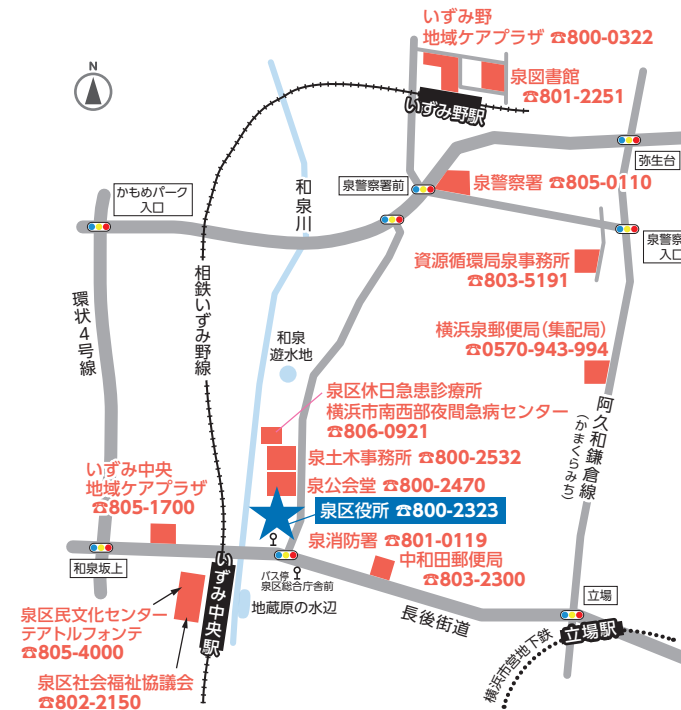 いずみ野
地域ケアプラザ ☎800-0322
泉図書館
☎801-2251
いずみ野駅
N
弥生台
かもめパーク
入口
和泉川
泉警察署前
泉警察署 ☎805-0110
泉警察
入口
資源循環局泉事務所
☎803-5191
環状4号線
相鉄いずみ野線
和泉
遊水地
横浜泉郵便局(集配局)
☎0570-943-994
泉区休日急患診療所
横浜市南西部夜間急病センター
☎806-0921
阿久和鎌倉線
(かまくらみち)
泉土木事務所 ☎800-2532
いずみ中央
地域ケアプラザ
☎805-1700
泉公会堂 ☎800-2470
泉区役所 ☎800-2323
泉消防署 ☎801-0119
中和田郵便局
☎803-2300
和泉坂上
バス停
泉区総合庁舎前
いずみ中央駅
地蔵原の水辺
長後街道
立場
立場駅
横浜市営地下鉄
泉区民文化センター
テアトルフォンテ
☎805-4000
泉区社会福祉協議会
☎802-2150